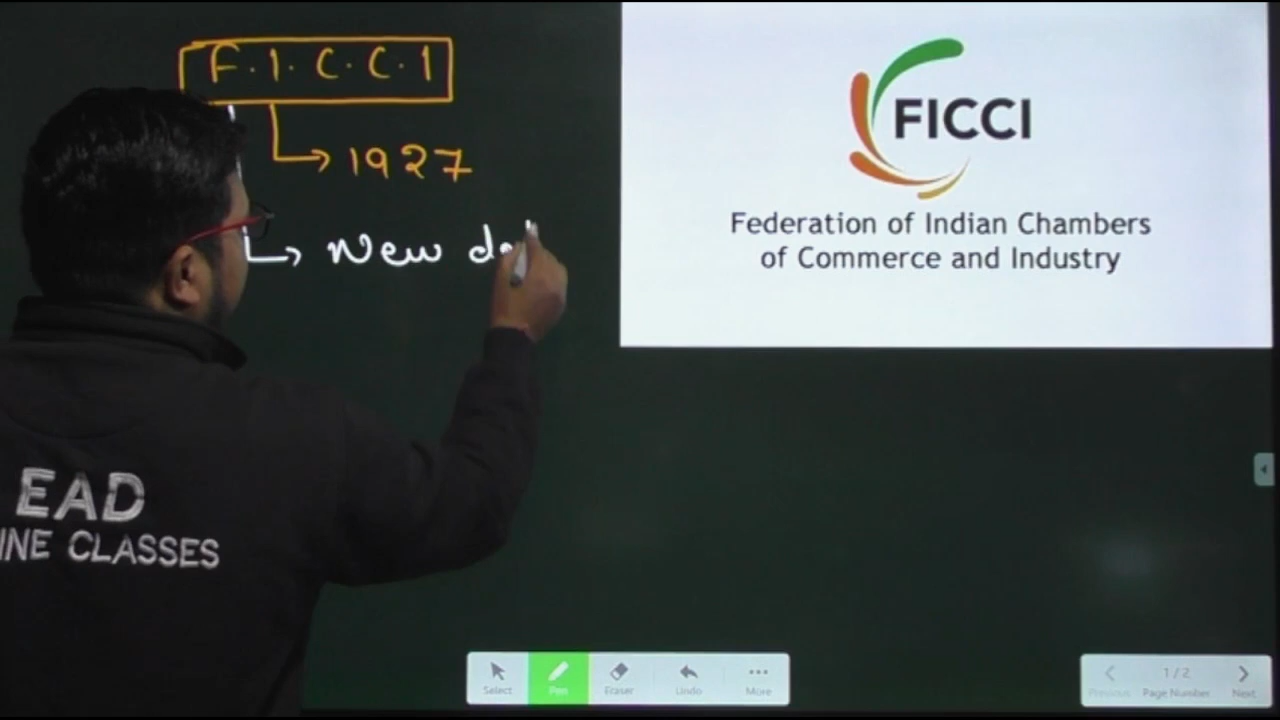 F.I.C.C.I
1927
New de
FICCI
Federation of Indian Chambers
of Commerce and Industry
EAD
INE CLASSES
Select
Pen
Eraser
Undo
More
1/2
Previous
Page Number
Next